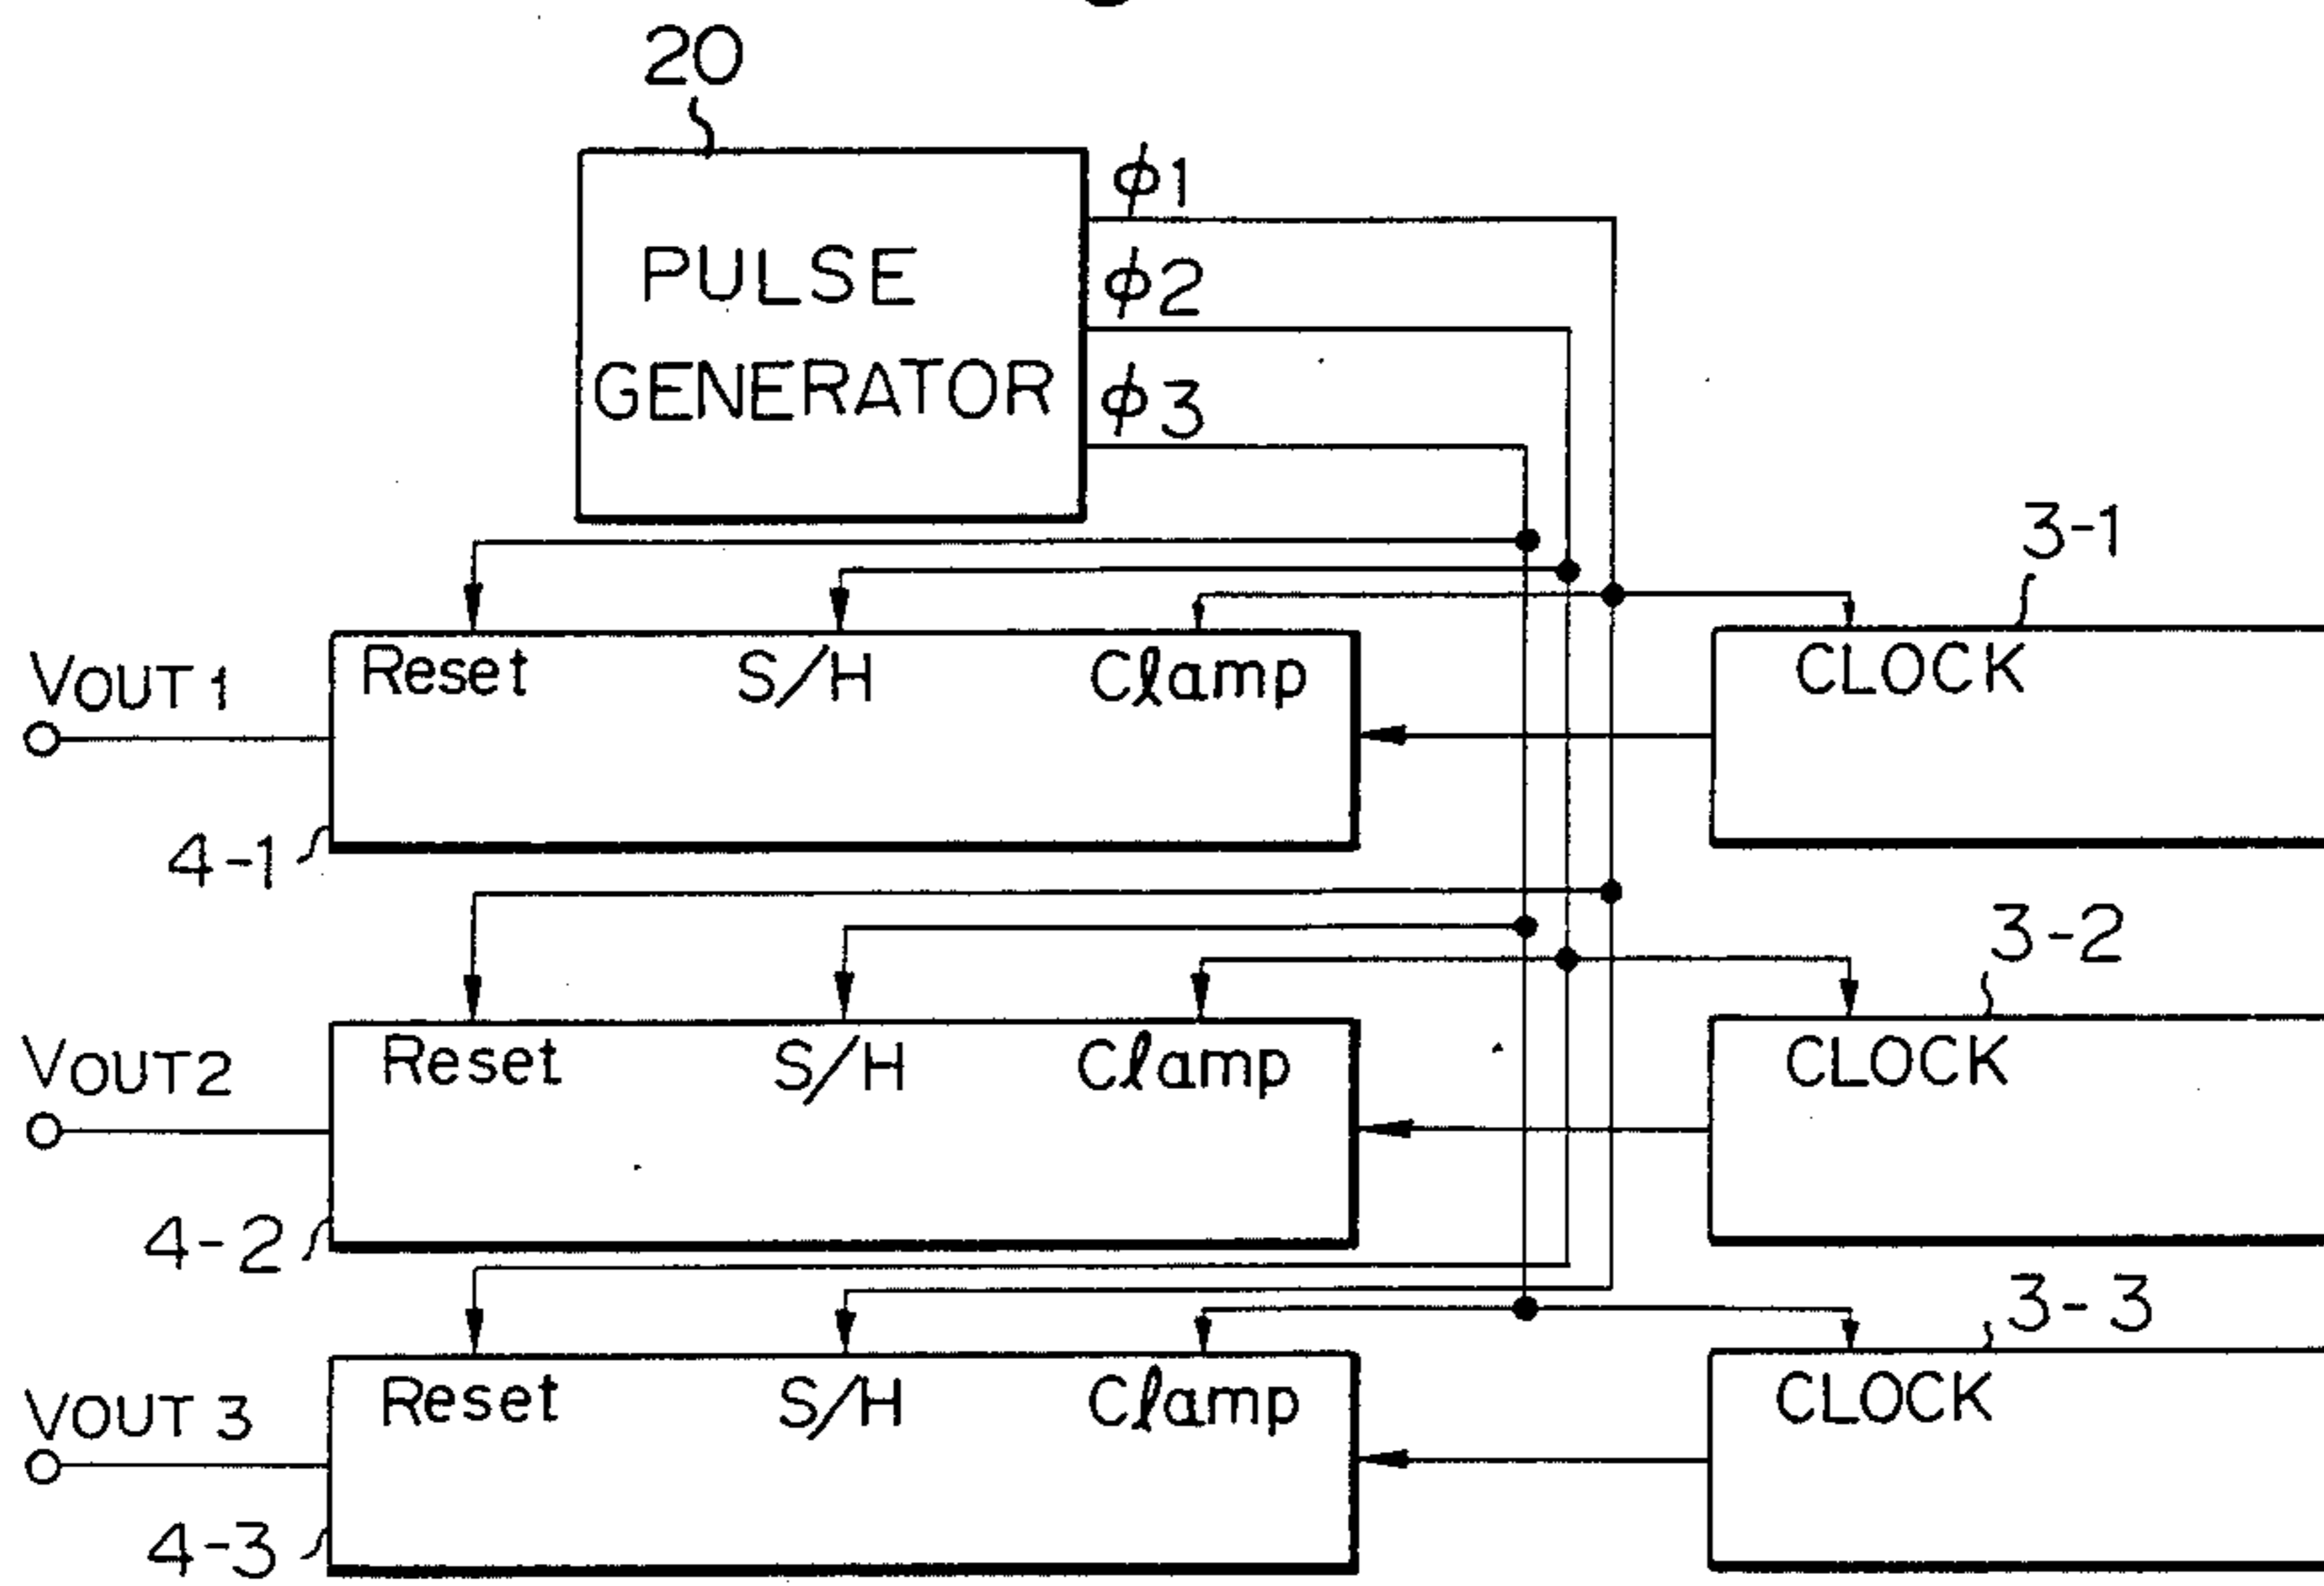 20
PULSE
GENERATOR
ϕ1
ϕ2
ϕ3
3-1
VOUT 1
Reset S/H Clamp
CLOCK
4-1
3-2
VOUT2
Reset S/H Clamp
CLOCK
4-2
3-3
VOUT 3
Reset S/H Clamp
CLOCK
4-3